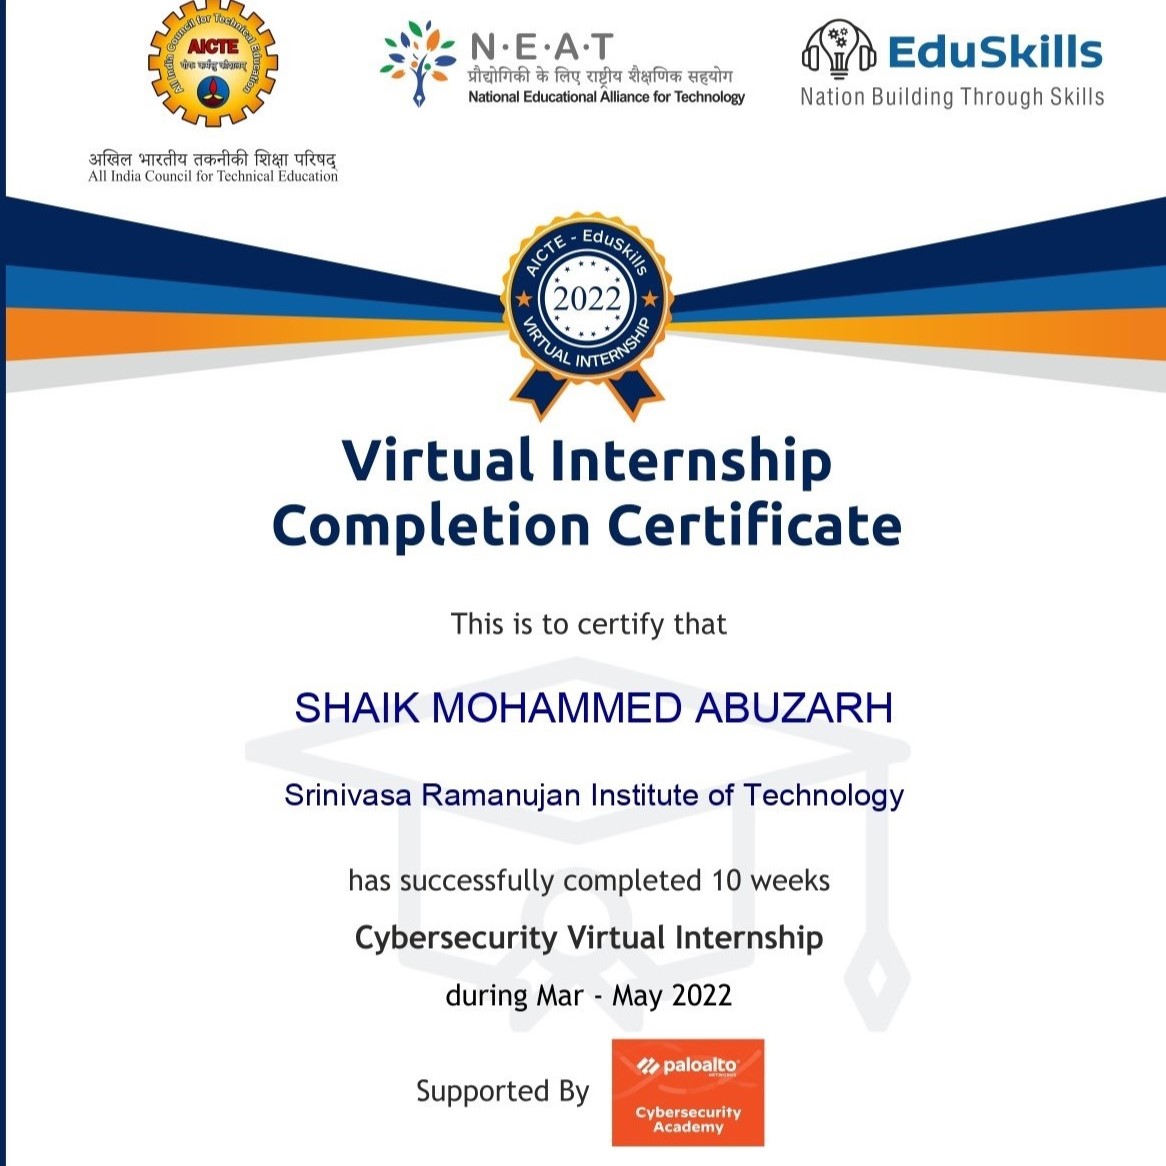 All India Council for Technical Education
AICTE
N·E·A·T
प्रौद्योगिकी के लिए राष्ट्रीय शैक्षणिक सहयोग
National Educational Alliance for Technology
EduSkills
Nation Building Through Skills
अखिल भारतीय तकनीकी शिक्षा परिषद्
All India Council for Technical Education
AICTE - EduSkills
2022
VIRTUAL INTERNSHIP
Virtual Internship
Completion Certificate
This is to certify that
SHAIK MOHAMMED ABUZARH
Srinivasa Ramanujan Institute of Technology
has successfully completed 10 weeks
Cybersecurity Virtual Internship
during Mar - May 2022
Supported By
paloalto
NETWORKS
Cybersecurity
Academy